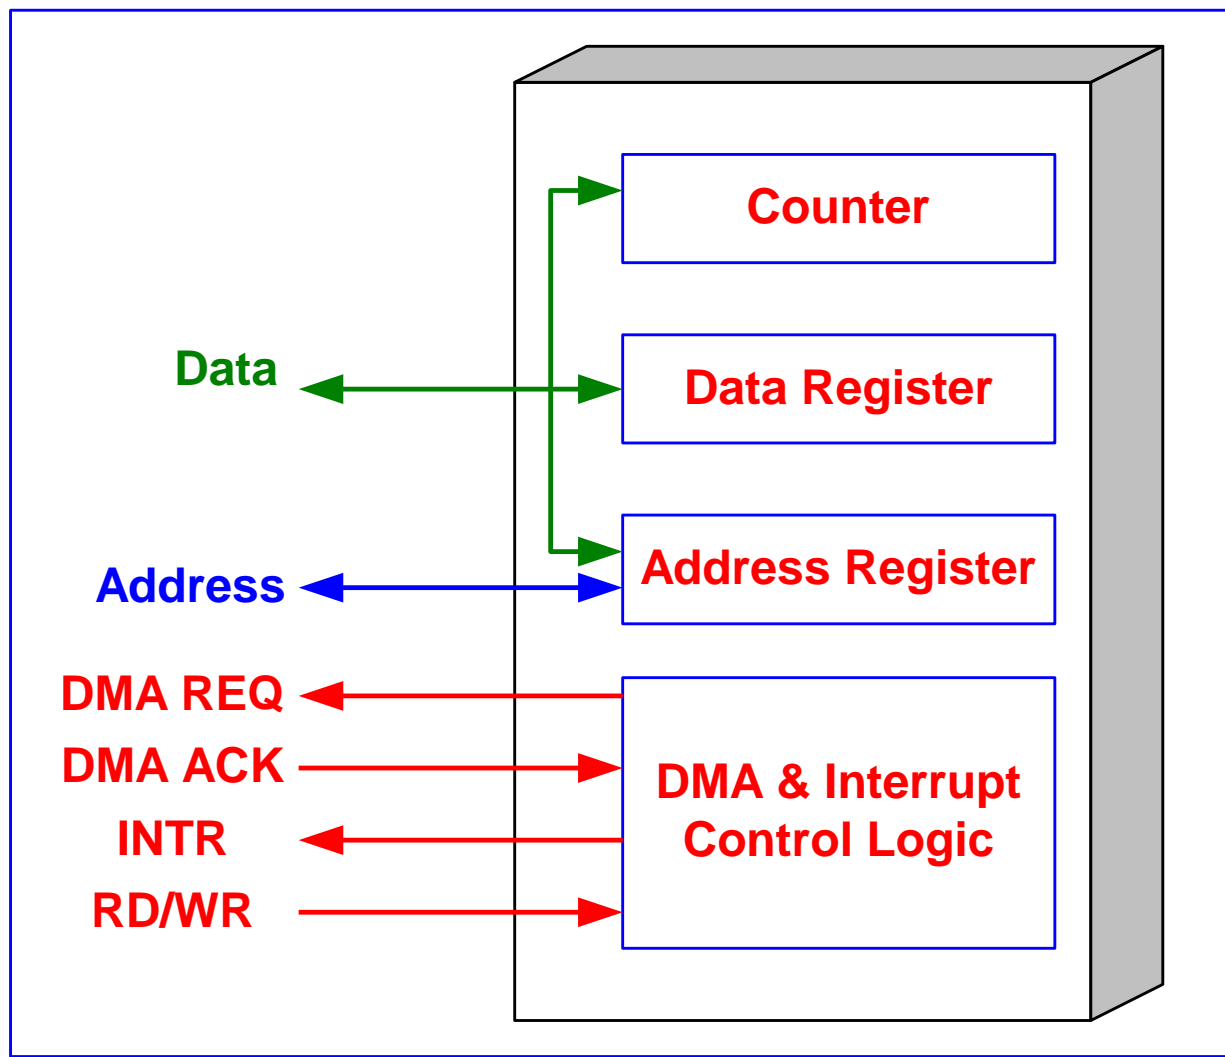 Counter
Data
Data Register
Address
Address Register
DMA REQ
DMA ACK
INTR
RD/WR
DMA & Interrupt
Control Logic